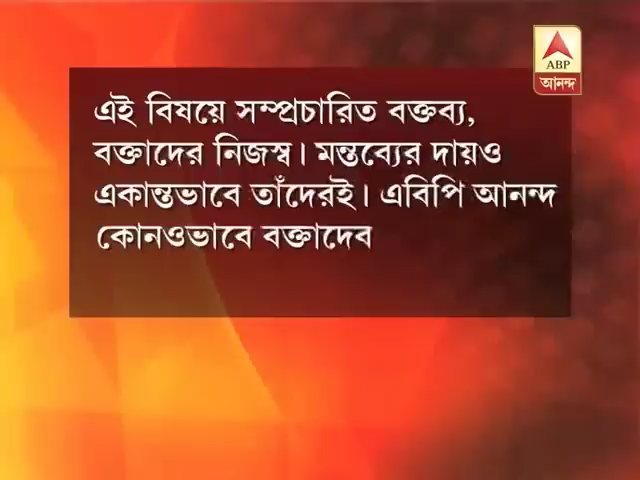 ABP
আনন্দ
এই বিষয়ে সম্প্রচারিত বক্তব্য,
বক্তাদের নিজস্ব। মন্তব্যের দায়ও
একান্তভাবে তাঁদেরই। এবিপি আনন্দ
কোনওভাবে বক্তাদেব